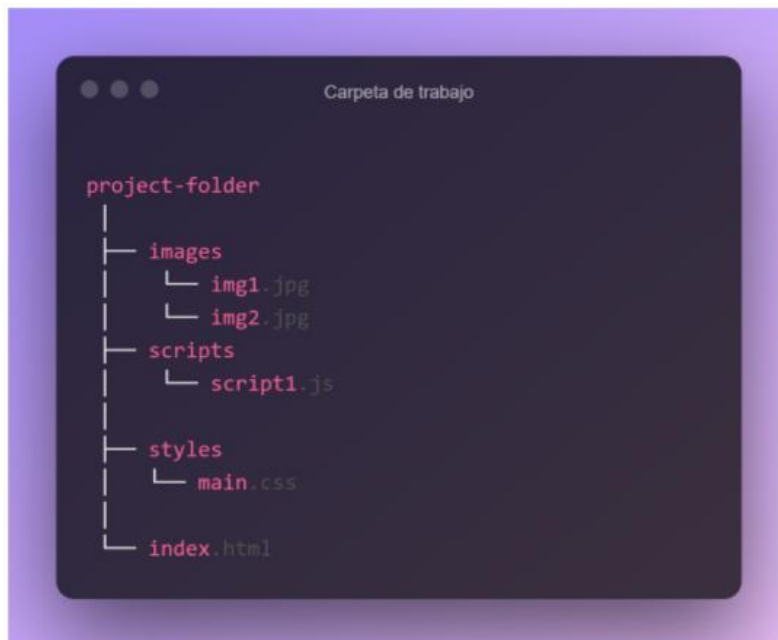 Carpeta de trabajo
project-folder
images
img1.jpg
img2.jpg
scripts
script1.js
styles
main.css
index.html